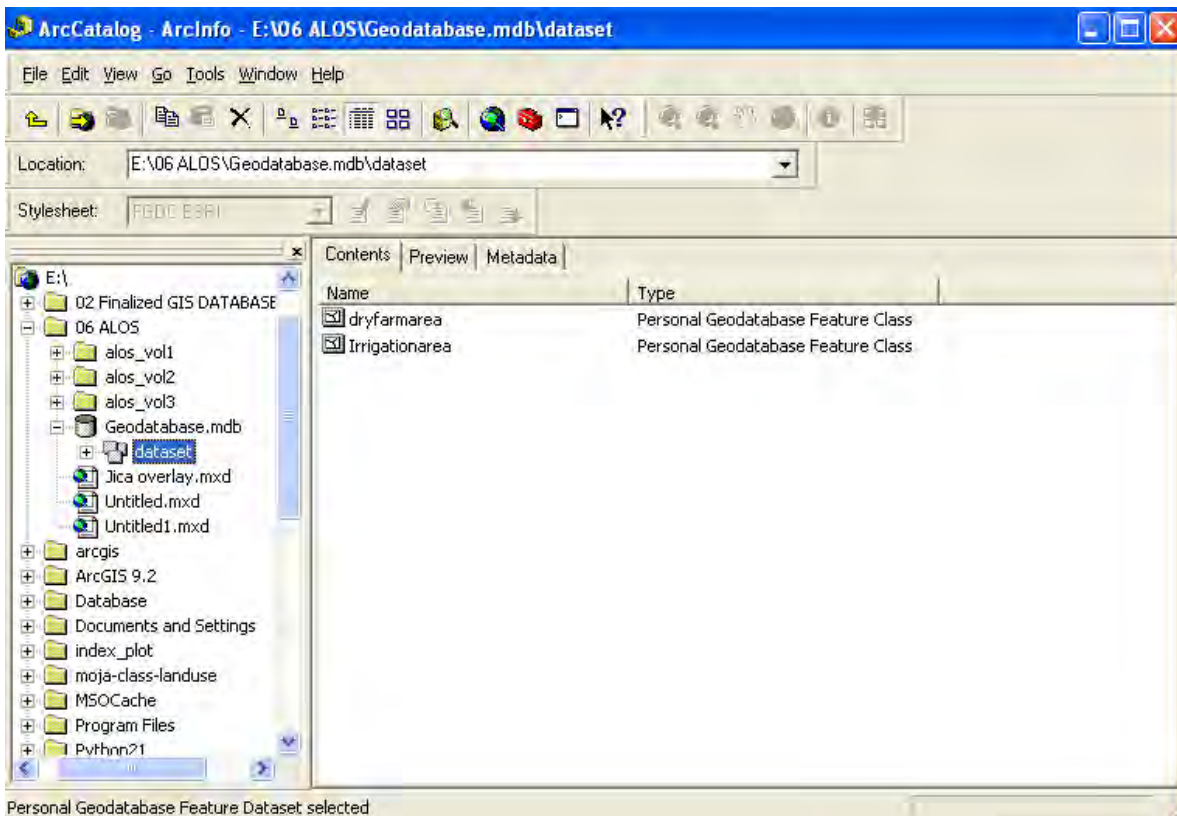 ArcCatalog - ArcInfo - E:\06 ALOS\Geodatabase.mdb\dataset
File Edit View Go Tools Window Help
Location: E:\06 ALOS\Geodatabase.mdb\dataset
Stylesheet: FGDC ESRI
Contents Preview Metadata
E:\
02 Finalized GIS DATABASE
06 ALOS
alos_vol1
alos_vol2
alos_vol3
Geodatabase.mdb
dataset
Jica overlay.mxd
Untitled.mxd
Untitled1.mxd
arcgis
ArcGIS 9.2
Database
Documents and Settings
index_plot
moja-class-landuse
MSOCache
Program Files
Python21
Name Type
dryfarmarea Personal Geodatabase Feature Class
Irrigationarea Personal Geodatabase Feature Class
Personal Geodatabase Feature Dataset selected